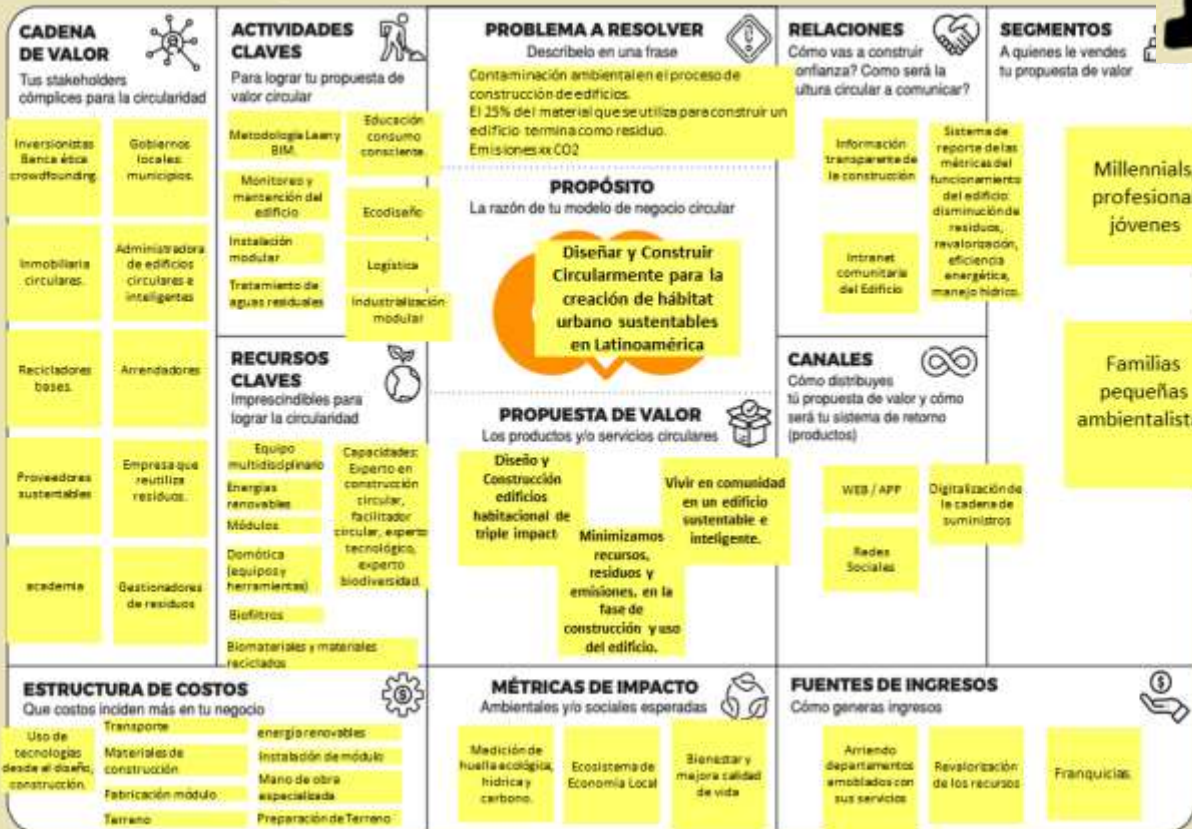 CADENA
DE VALOR
Tus stakeholders
cómplices para la circularidad
Inversionistas
Banca ética
crowdfounding.
Gobiernos
locales:
municipios.
Inmobiliaria
circulares.
Administradora
de edificios
circulares e
inteligentes
Recicladores
bases.
Arrendadores
Proveedores
sustentables
Empresa que
reutiliza
residuos.
academia
Gestionadores
de residuos
ACTIVIDADES
CLAVES
Para lograr tu propuesta de
valor circular
Metodología Lean y
BIM.
Educación
consumo
consciente.
Monitoreo y
mantención del
edificio
Ecodiseño
Instalación
modular
Logística
Tratamiento de
aguas residuales
Industrialización
modular
RECURSOS
CLAVES
Imprescindibles para
lograr la circularidad
Equipo
multidisciplinario
Energías
renovables
Módulos
Domótica
(equipos y
herramientas)
Biofiltros
Biomateriales y materiales
reciclados
Capacidades:
Experto en
construcción
circular,
facilitador
circular, experto
tecnológico,
experto
biodiversidad.
PROBLEMA A RESOLVER
Descríbelo en una frase
Contaminación ambiental en el proceso de
construcción de edificios.
El 25% del material que se utiliza para construir un
edificio termina como residuo.
Emisiones xx CO2
PROPÓSITO
La razón de tu modelo de negocio circular
Diseñar y Construir
Circularmente para la
creación de hábitat
urbano sustentables
en Latinoamérica
PROPUESTA DE VALOR
Los productos y/o servicios circulares
Diseño y
Construcción
edificios
habitacional de
triple impact
Minimizamos
recursos,
residuos y
emisiones, en la
fase de
construcción y uso
del edificio.
Vivir en comunidad
en un edificio
sustentable e
inteligente.
RELACIONES
Cómo vas a construir
confianza? Como será la
cultura circular a comunicar?
Información
transparente de
la construcción
Intranet
comunitaria
del Edificio
Sistema de
reporte de las
métricas del
funcionamiento
del edificio:
disminución de
residuos,
revalorización,
eficiencia
energética,
manejo hídrico.
CANALES
Cómo distribuyes
tú propuesta de valor y cómo
será tu sistema de retorno
(productos)
WEB / APP
Digitalización de
la cadena de
suministros
Redes
Sociales
SEGMENTOS
A quienes le vendes
tu propuesta de valor
Millennials
profesiona
jóvenes
Familias
pequeñas
ambientalist
ESTRUCTURA DE COSTOS
Que costos inciden más en tu negocio
Uso de
tecnologías
desde el diseño,
construcción.
Transporte
Materiales de
construcción
Fabricación módulo
Terreno
energía renovables
Instalación de módulo
Mano de obra
especializada
Preparación de Terreno
MÉTRICAS DE IMPACTO
Ambientales y/o sociales esperadas
Medición de
huella ecológica,
hídrica y
carbono.
Ecosistema de
Economía Local
Bienestar y
mejora calidad
de vida
FUENTES DE INGRESOS
Cómo generas ingresos
Arriendo
departamentos
amoblados con
sus servicios
Revalorización
de los recursos
Franquicias